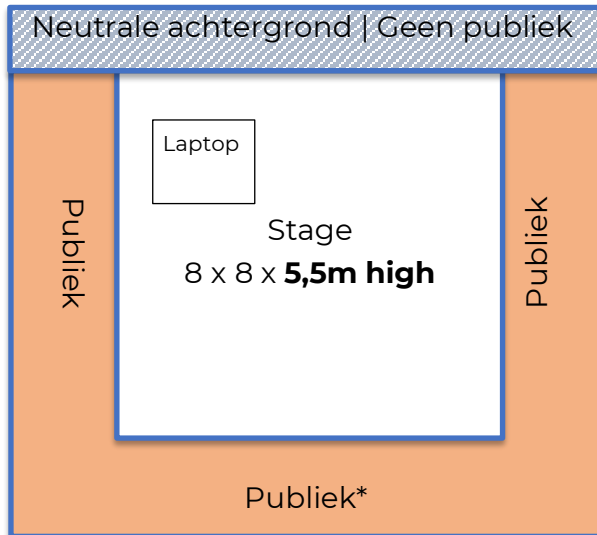 Neutrale achtergrond | Geen publiek
Laptop
Publiek
Stage
8 x 8 x 5,5m high
Publiek
Publiek*